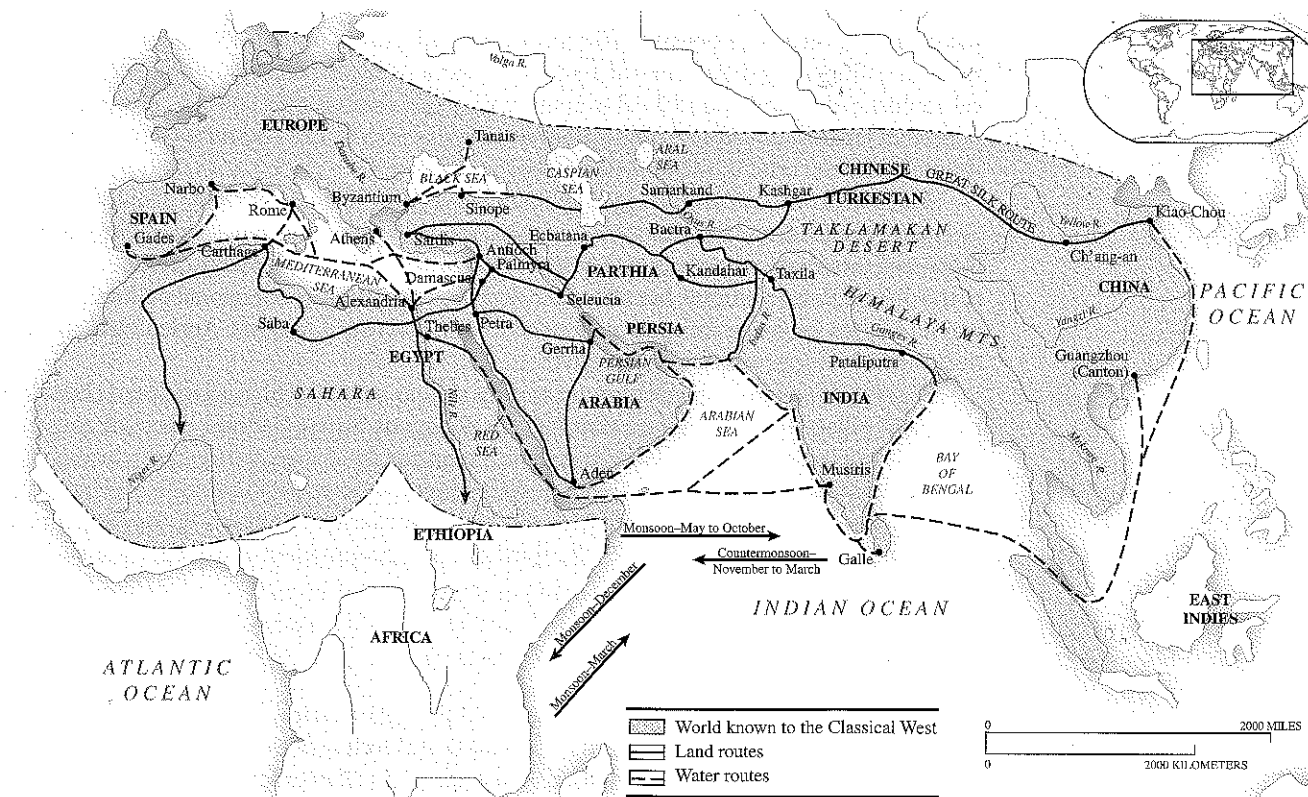 Volga R.
EUROPE
Tanais
Danube R.
ARAL
SEA
CASPIAN
SEA
BLACK SEA
CHINESE
TURKESTAN
GREAT SILK ROUTE
Narbo
Byzantium
Samarkand
Kashgar
SPAIN
Rome
Sinope
Oxus R.
Yellow R.
Kiao-Chou
Gades
Athens
Sardis
Ecbatana
Bactra
TAKLAMAKAN
DESERT
Carthage
Antioch
Palmyra
Ch'ang-an
MEDITERRANEAN
SEA
Damascus
PARTHIA
Kandahar
Taxila
CHINA
PACIFIC
OCEAN
Alexandria
Seleucia
HIMALAYA MTS.
Saba
Thebes
Petra
PERSIA
Indus R.
Ganges R.
Yangzi R.
EGYPT
Gerrha
PERSIAN
GULF
Pataliputra
Guangzhou
(Canton)
SAHARA
Nile R.
ARABIA
INDIA
ARABIAN
SEA
RED
SEA
Niger R.
Aden
Musiris
BAY
OF
BENGAL
Mekong R.
ETHIOPIA
Monsoon–May to October
Countermonsoon–
November to March
Galle
Monsoon–December
Monsoon–March
INDIAN OCEAN
EAST
INDIES
AFRICA
ATLANTIC
OCEAN
World known to the Classical West
Land routes
Water routes
0 2000 MILES
0 2000 KILOMETERS